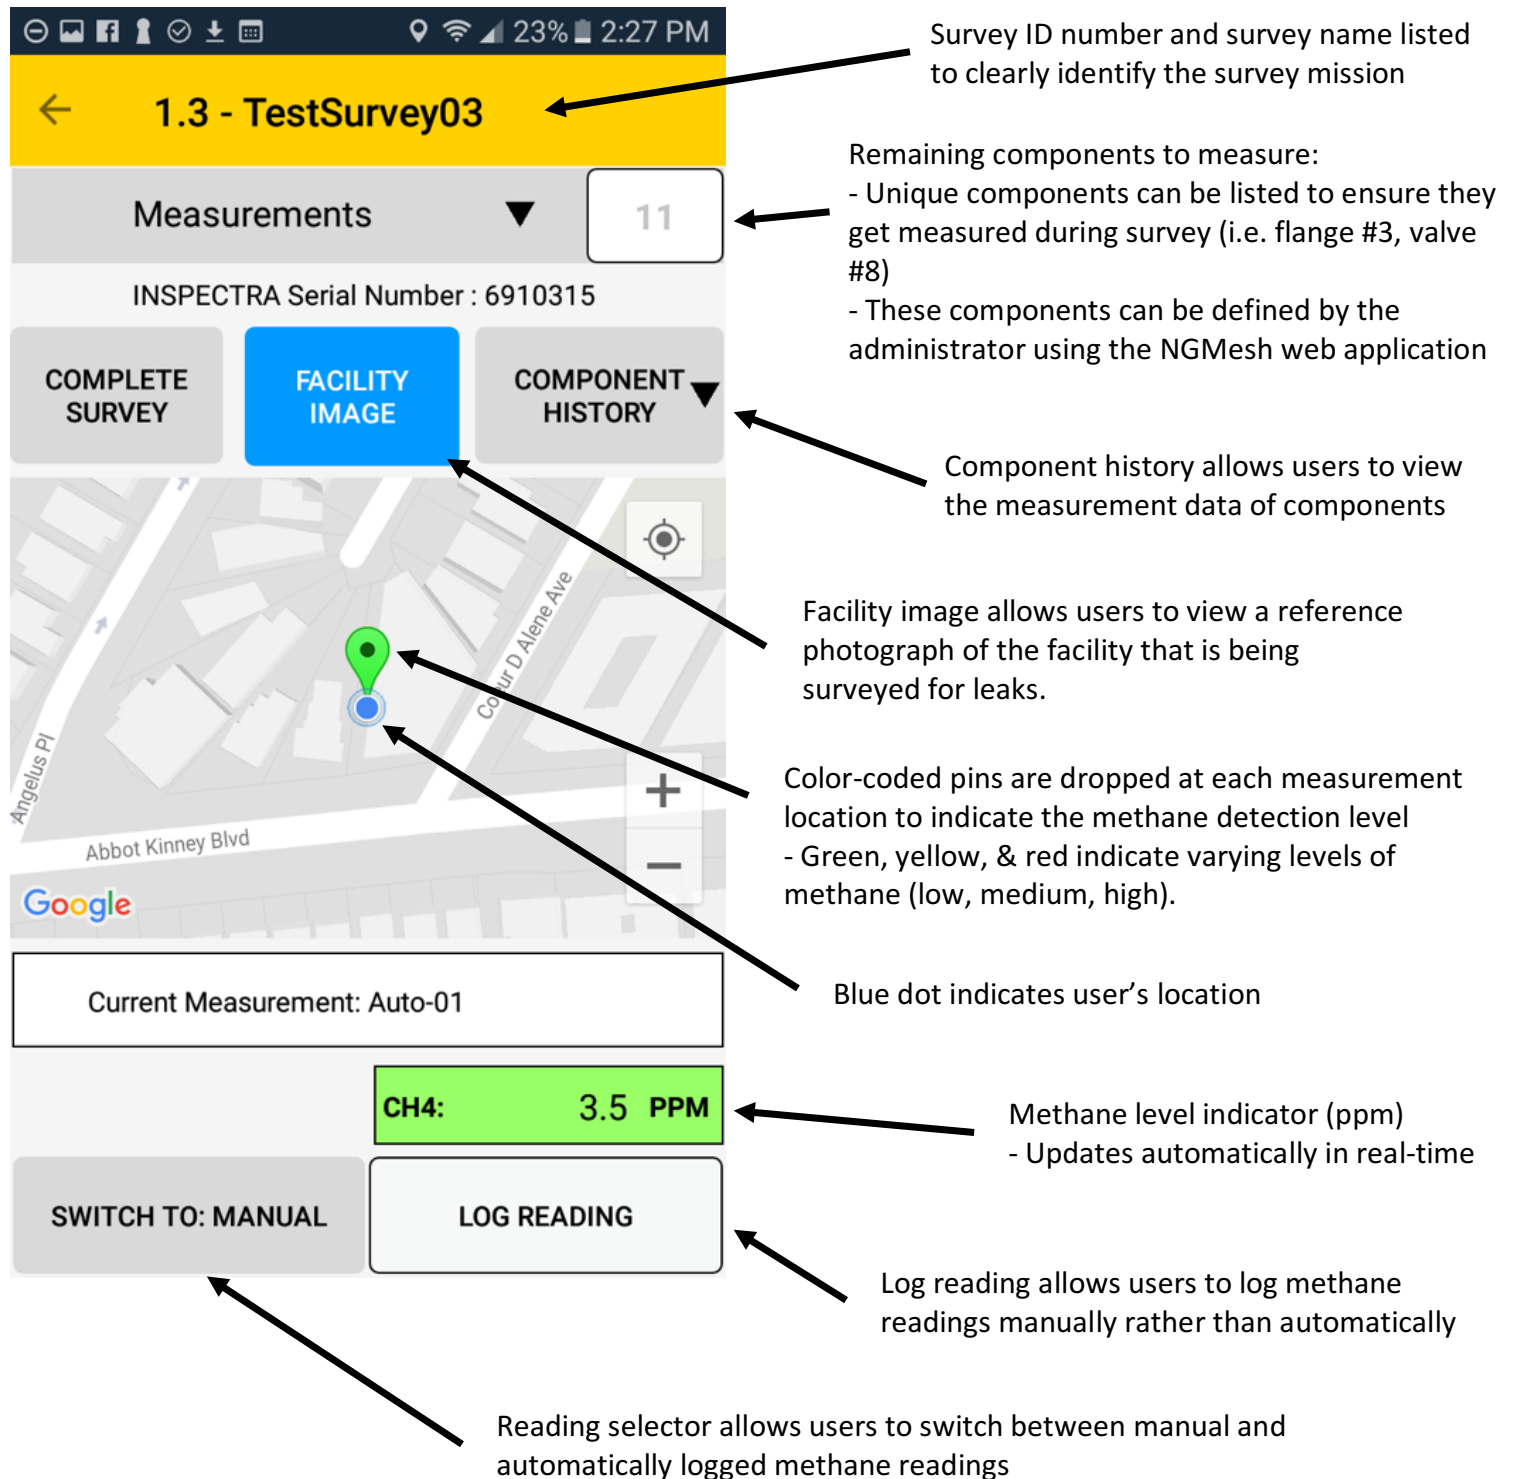 23% 2:27 PM
1.3 - TestSurvey03
Measurements
11
INSPECTRA Serial Number : 6910315
COMPLETE
SURVEY
FACILITY
IMAGE
COMPONENT
HISTORY
Coeur D Alene Ave
Angelus Pl
Abbot Kinney Blvd
Google
Current Measurement: Auto-01
CH4: 3.5 PPM
SWITCH TO: MANUAL
LOG READING
Survey ID number and survey name listed
to clearly identify the survey mission
Remaining components to measure:
- Unique components can be listed to ensure they
get measured during survey (i.e. flange #3, valve
#8)
- These components can be defined by the
administrator using the NGMesh web application
Component history allows users to view
the measurement data of components
Facility image allows users to view a reference
photograph of the facility that is being
surveyed for leaks.
Color-coded pins are dropped at each measurement
location to indicate the methane detection level
- Green, yellow, & red indicate varying levels of
methane (low, medium, high).
Blue dot indicates user’s location
Methane level indicator (ppm)
- Updates automatically in real-time
Log reading allows users to log methane
readings manually rather than automatically
Reading selector allows users to switch between manual and
automatically logged methane readings